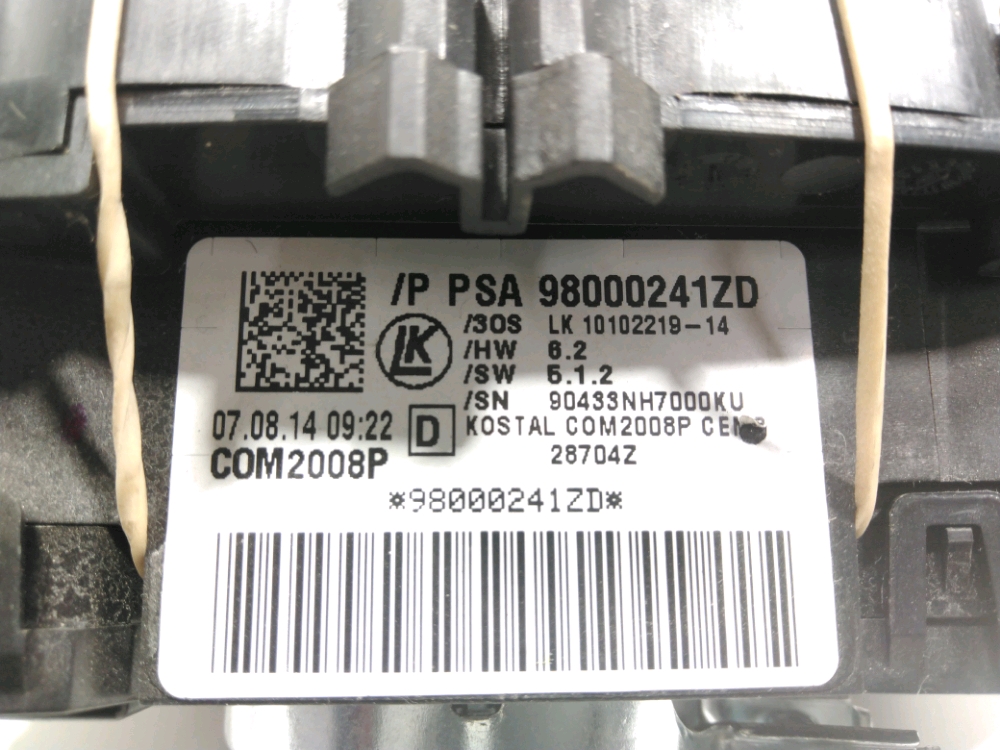 /P PSA 98000241ZD
LK
/30S LK 10102219-14
/HW 6.2
/SW 5.1.2
/SN 90433NH7000KU
07.08.14 09:22 D KOSTAL COM2008P
28704Z
COM2008P
*98000241ZD*